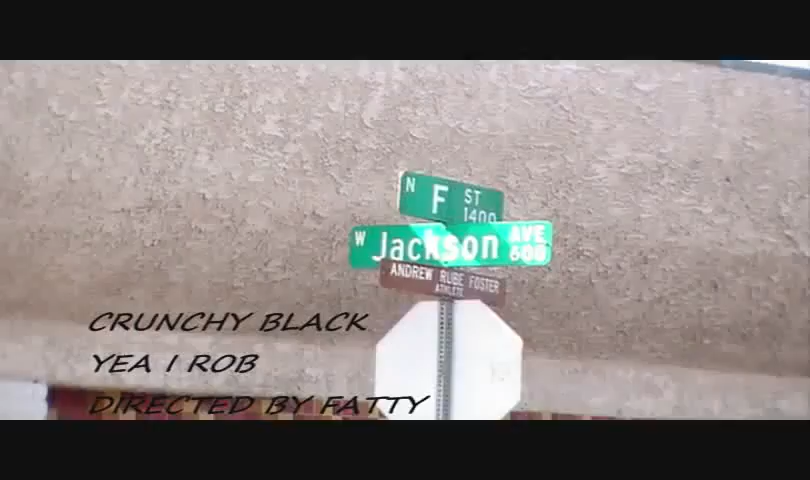 N F ST
1400
W Jackson AVE
600
ANDREW RUBE FOSTER
ATHLETE
CRUNCHY BLACK
YEA I ROB
DIRECTED BY FATTY